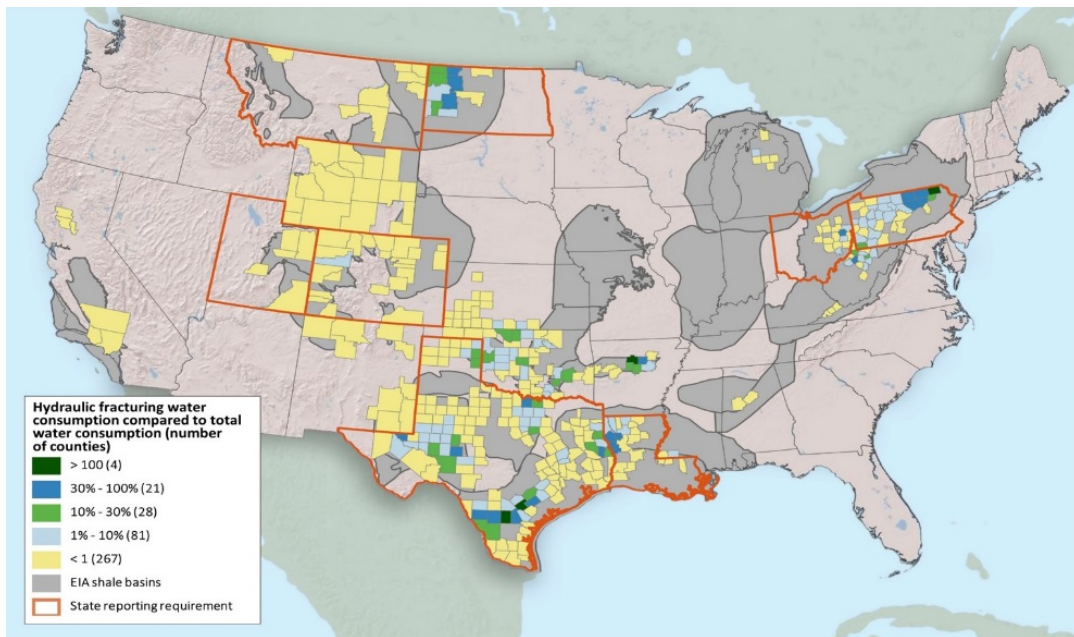 Hydraulic fracturing water
consumption compared to total
water consumption (number
of counties)
> 100 (4)
30% - 100% (21)
10% - 30% (28)
1% - 10% (81)
< 1 (267)
EIA shale basins
State reporting requirement